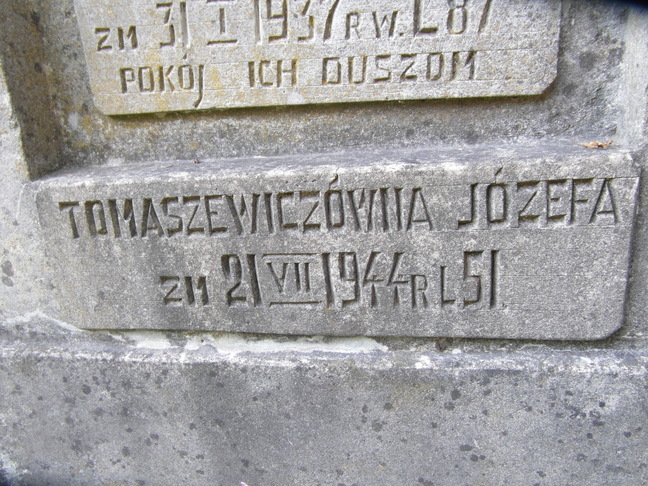 ZM 31 I 1937 R W. L 87
POKÓJ ICH DUSZOM
TOMASZEWICZÓWNA JÓZEFA
ZM 21 VII 1944 R L 51